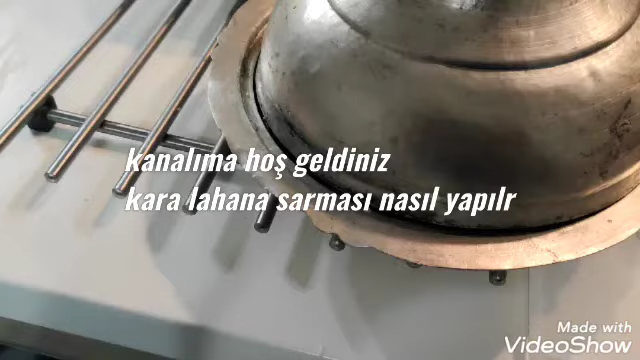 kanalıma hoş geldiniz
kara lahana sarması nasıl yapılr
Made with
VideoShow